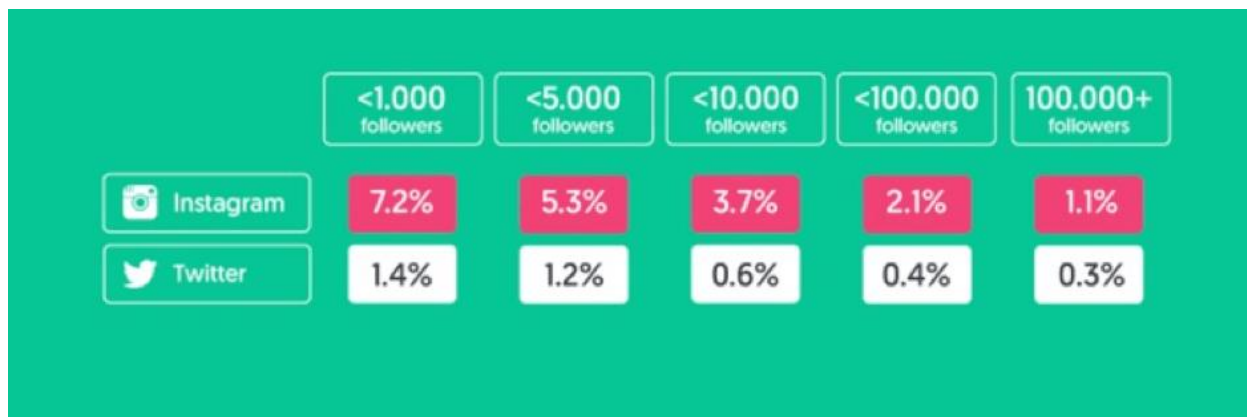 <1.000 <5.000 <10.000 <100.000 100.000+
followers followers followers followers followers
Instagram 7.2% 5.3% 3.7% 2.1% 1.1%
Twitter 1.4% 1.2% 0.6% 0.4% 0.3%